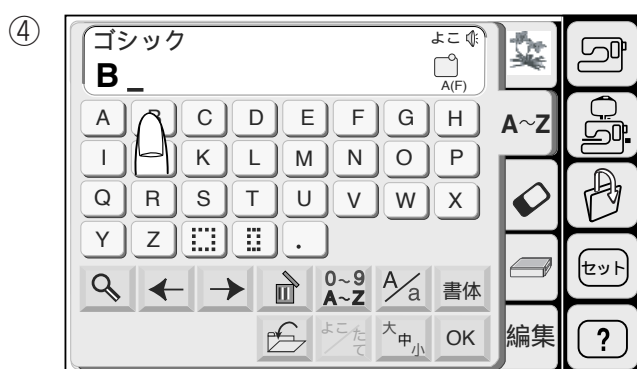 ④
ゴシック よこ
B_
A(F)
A B C D E F G H
I K L M N O P
Q R S T U V W X
Y Z .
0~9 A~Z A/a 書体
よこ/たて 大中小 OK
A~Z
編集
セット
?